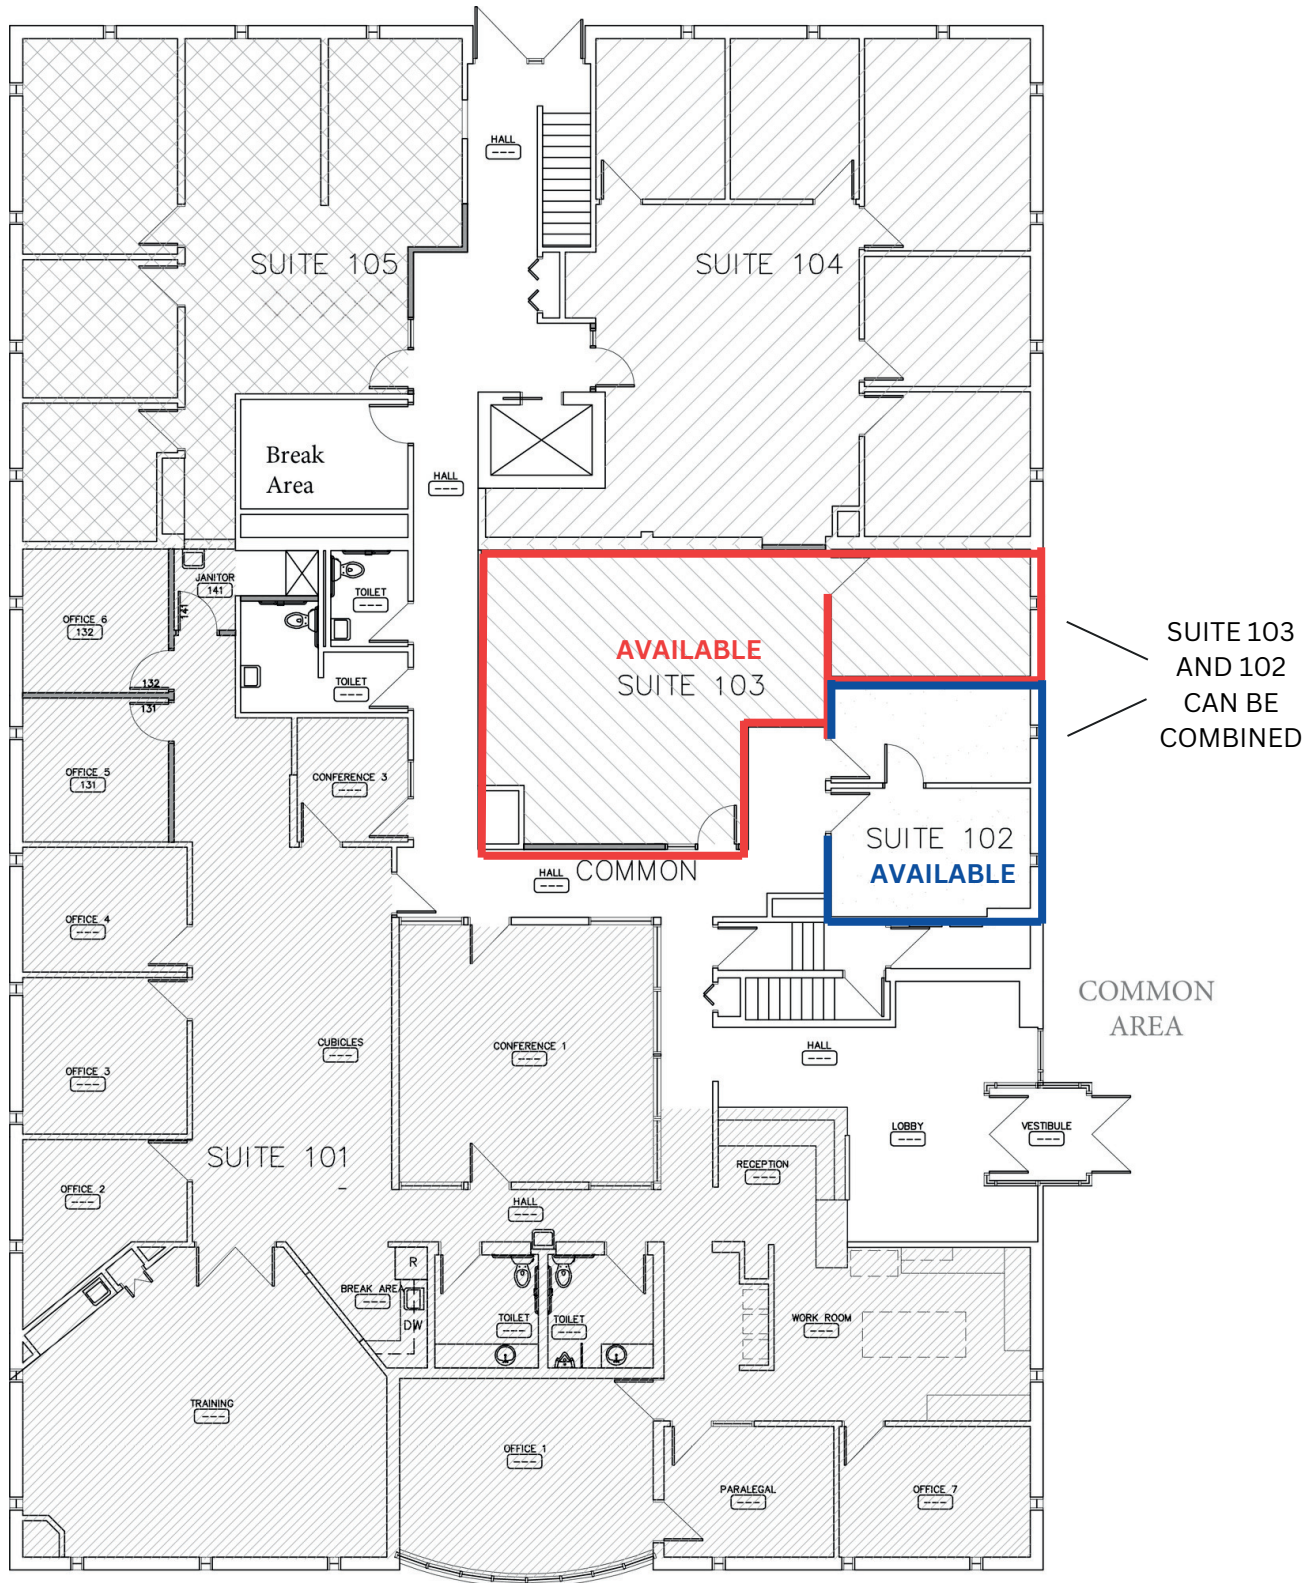 HALL
----
SUITE 105
SUITE 104
Break
Area
HALL
----
JANITOR
141
141
TOILET
----
OFFICE 6
132
132
131
TOILET
----
AVAILABLE
SUITE 103
SUITE 103
AND 102
CAN BE
COMBINED
OFFICE 5
131
CONFERENCE 3
----
SUITE 102
AVAILABLE
HALL
----
COMMON
OFFICE 4
----
COMMON
AREA
CUBICLES
----
CONFERENCE 1
----
HALL
----
OFFICE 3
----
LOBBY
----
VESTIBULE
----
SUITE 101
RECEPTION
----
OFFICE 2
----
HALL
----
R
BREAK AREA
----
DW
TOILET
----
TOILET
----
WORK ROOM
----
TRAINING
----
OFFICE 1
----
PARALEGAL
----
OFFICE 7
----